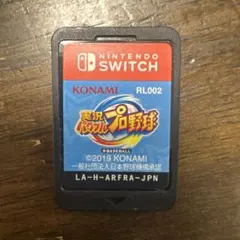 NINTENDO
SWITCH
KONAMI RL002
実況
パワフル
プロ野球
eBASEBALL
©2019 KONAMI
一般社団法人日本野球機構承認
LA-H-ARFRA-JPN